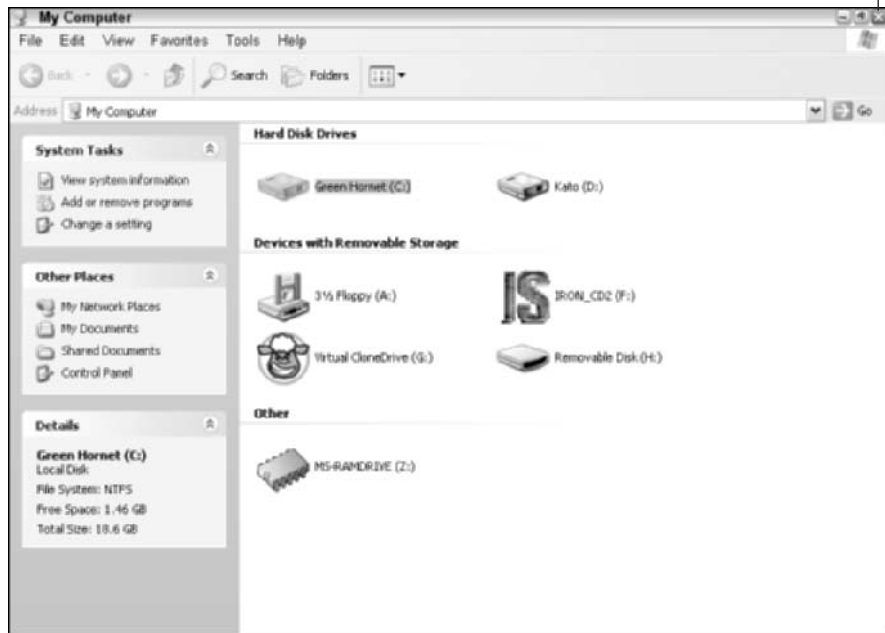 My Computer
File Edit View Favorites Tools Help
Back Search Folders
Address My Computer Go
System Tasks
View system information
Add or remove programs
Change a setting
Other Places
My Network Places
My Documents
Shared Documents
Control Panel
Details
Green Hornet (C:)
Local Disk
File System: NTFS
Free Space: 1.46 GB
Total Size: 18.6 GB
Hard Disk Drives
Green Hornet (C:) Kato (D:)
Devices with Removable Storage
3½ Floppy (A:) IS IRON_CD2 (F:)
Virtual CloneDrive (G:) Removable Disk (H:)
Other
MS-RAMDRIVE (Z:)